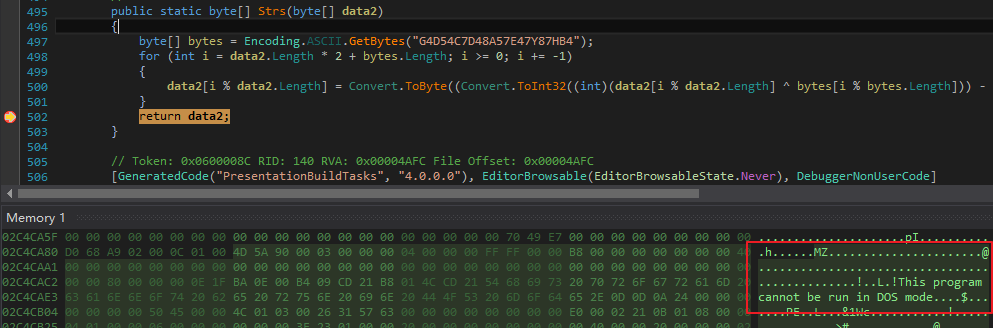 495 public static byte[] Strs(byte[] data2)
496 {
497 byte[] bytes = Encoding.ASCII.GetBytes("G4D54C7D48A57E47Y87HB4");
498 for (int i = data2.Length * 2 + bytes.Length; i >= 0; i += -1)
499 {
500 data2[i % data2.Length] = Convert.ToByte((Convert.ToInt32((int)(data2[i % data2.Length] ^ bytes[i % bytes.Length])) -
501 }
502 return data2;
503 }
504
505 // Token: 0x0600008C RID: 140 RVA: 0x00004AFC File Offset: 0x00004AFC
506 [GeneratedCode("PresentationBuildTasks", "4.0.0.0"), EditorBrowsable(EditorBrowsableState.Never), DebuggerNonUserCode]
Memory 1
02C4CA5F 00 00 00 00 00 00 00 00 00 00 00 00 00 00 00 00 00 00 00 00 00 70 49 E7 00 00 00 00 00 00 00 00 00 .....................pI..........
02C4CA80 D0 68 A9 02 00 0C 01 00 4D 5A 90 00 03 00 00 00 04 00 00 00 FF FF 00 00 B8 00 00 00 00 00 00 00 40 .h......MZ......................@
02C4CAA1 00 00 00 00 00 00 00 00 00 00 00 00 00 00 00 00 00 00 00 00 00 00 00 00 00 00 00 00 00 00 00 00 00 .................................
02C4CAC2 00 00 80 00 00 00 0E 1F BA 0E 00 B4 09 CD 21 B8 01 4C CD 21 54 68 69 73 20 70 72 6F 67 72 61 6D 20 ..............!..L.!This program
02C4CAE3 63 61 6E 6E 6F 74 20 62 65 20 72 75 6E 20 69 6E 20 44 4F 53 20 6D 6F 64 65 2E 0D 0D 0A 24 00 00 00 cannot be run in DOS mode....$...
02C4CB04 00 00 00 00 50 45 00 00 4C 01 03 00 26 31 57 63 00 00 00 00 00 00 00 00 E0 00 02 21 0B 01 08 00 00 ....PE..L...&1Wc...........!.....